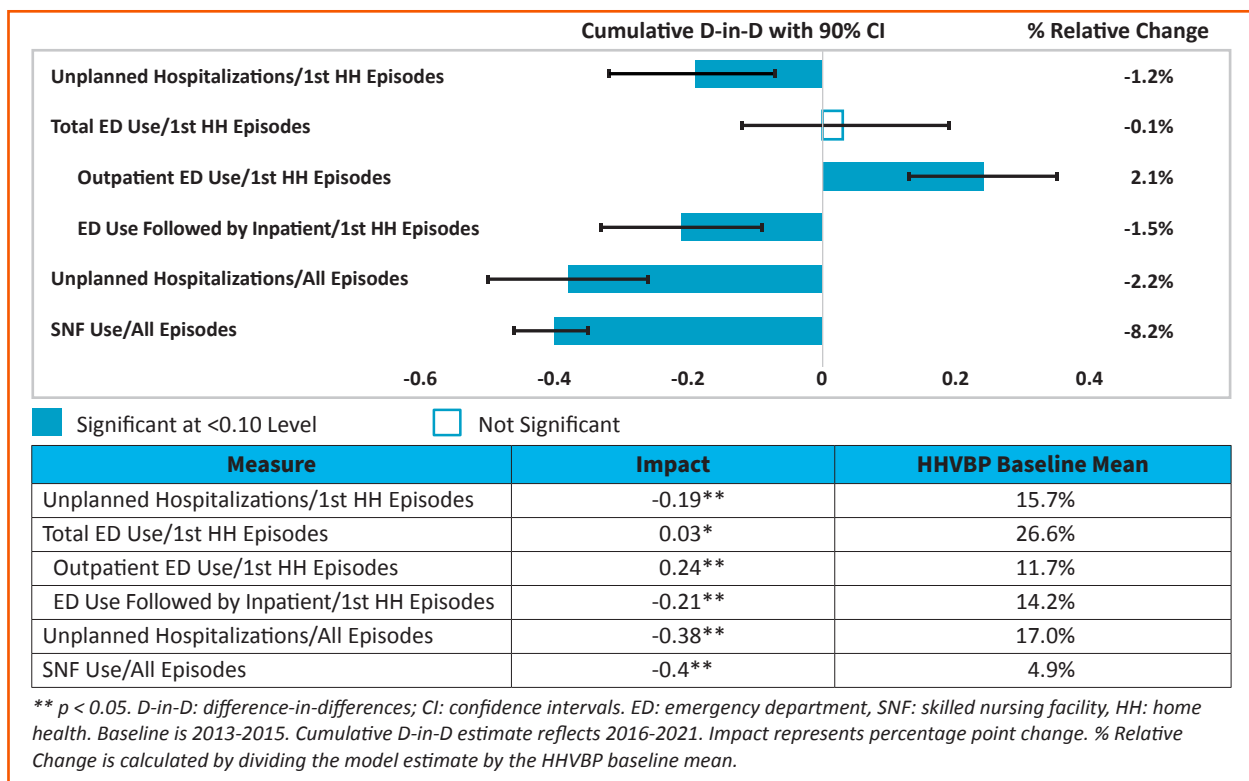 Cumulative D-in-D with 90% CI % Relative Change
Unplanned Hospitalizations/1st HH Episodes -1.2%
Total ED Use/1st HH Episodes -0.1%
Outpatient ED Use/1st HH Episodes 2.1%
ED Use Followed by Inpatient/1st HH Episodes -1.5%
Unplanned Hospitalizations/All Episodes -2.2%
SNF Use/All Episodes -8.2%
-0.6 -0.4 -0.2 0 0.2 0.4
Significant at <0.10 Level Not Significant
Measure Impact HHVBP Baseline Mean
Unplanned Hospitalizations/1st HH Episodes -0.19** 15.7%
Total ED Use/1st HH Episodes 0.03* 26.6%
Outpatient ED Use/1st HH Episodes 0.24** 11.7%
ED Use Followed by Inpatient/1st HH Episodes -0.21** 14.2%
Unplanned Hospitalizations/All Episodes -0.38** 17.0%
SNF Use/All Episodes -0.4** 4.9%
** p < 0.05. D-in-D: difference-in-differences; CI: confidence intervals. ED: emergency department, SNF: skilled nursing facility, HH: home
health. Baseline is 2013-2015. Cumulative D-in-D estimate reflects 2016-2021. Impact represents percentage point change. % Relative
Change is calculated by dividing the model estimate by the HHVBP baseline mean.